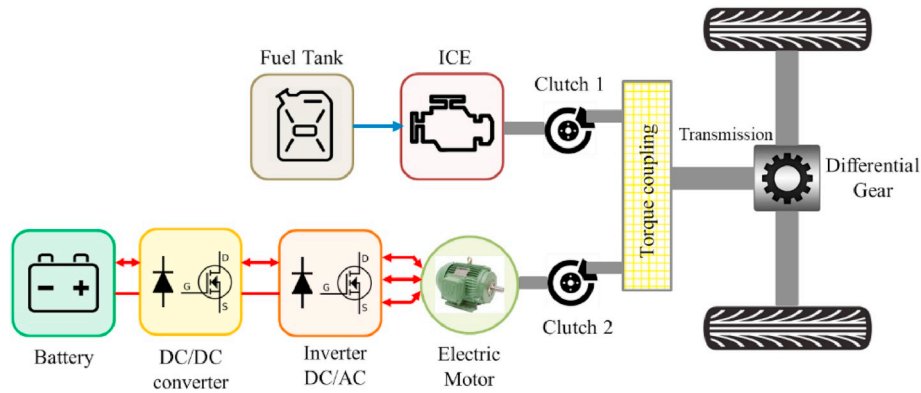 Fuel Tank
ICE
Clutch 1
Torque coupling
Transmission
Differential
Gear
D
G
S
D
G
S
Clutch 2
Battery
DC/DC
converter
Inverter
DC/AC
Electric
Motor